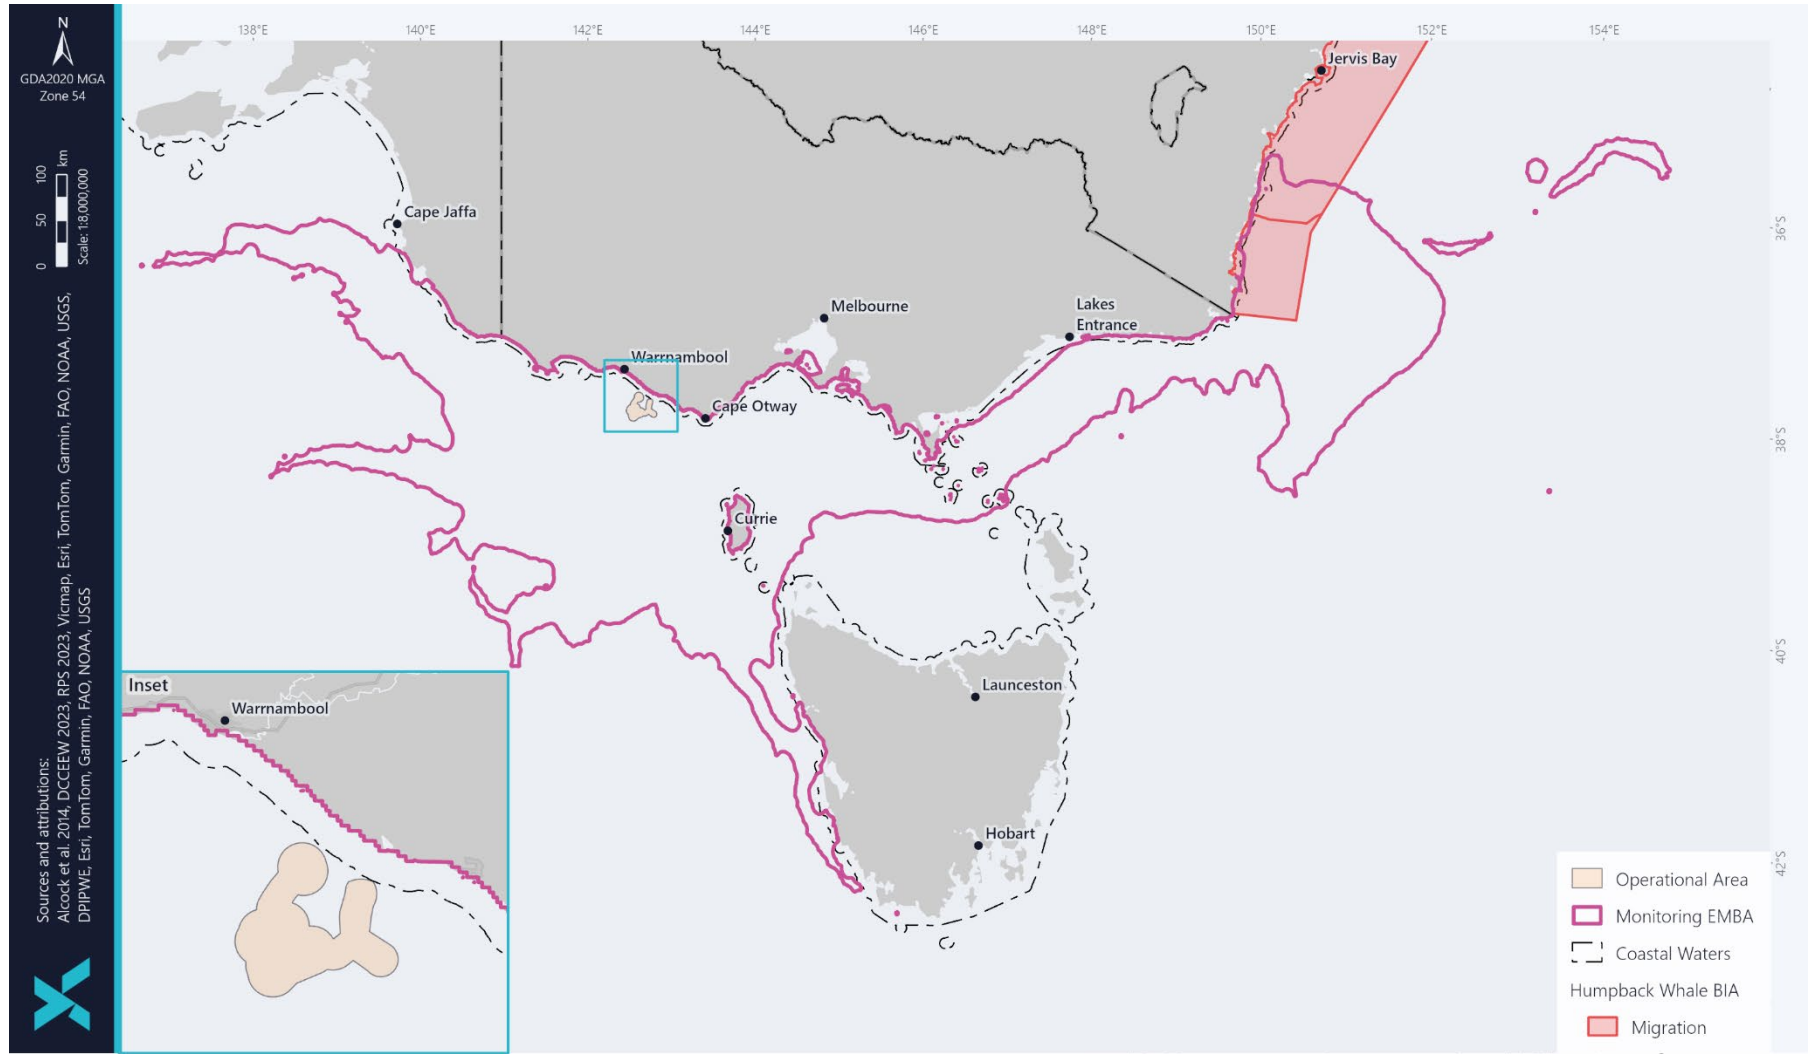 N
GDA2020 MGA
Zone 54
0 50 100 km
Scale: 1:8,000,000
Sources and attributions:
Alcock et al. 2014, DCCEEW 2023, RPS 2023, Vicmap, Esri, TomTom, Garmin, FAO, NOAA, USGS,
DPIPWE, Esri, TomTom, Garmin, FAO, NOAA, USGS
138°E 140°E 142°E 144°E 146°E 148°E 150°E 152°E 154°E
Jervis Bay
Cape Jaffa
36°S
Melbourne
Lakes
Entrance
Warrnambool
Cape Otway
38°S
Currie
40°S
Launceston
Hobart
42°S
Inset
Warrnambool
Operational Area
Monitoring EMBA
Coastal Waters
Humpback Whale BIA
Migration